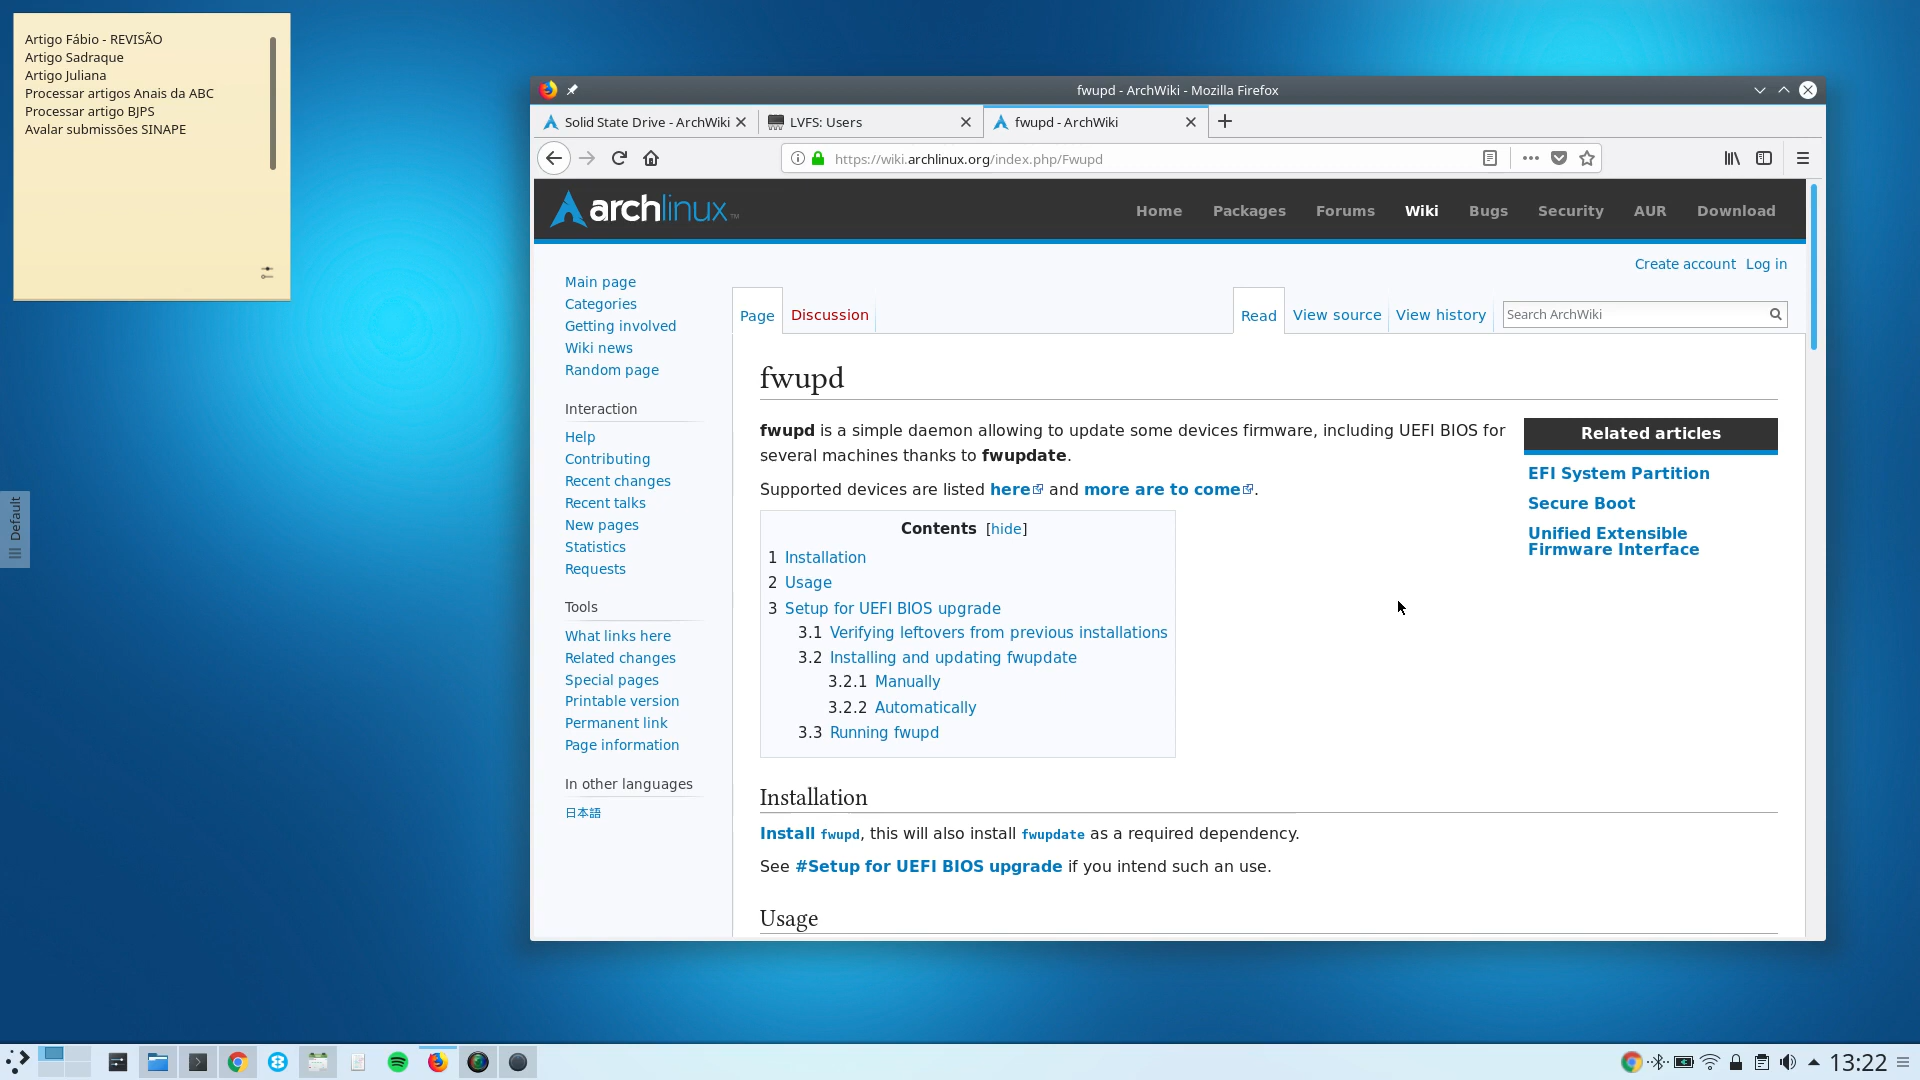 Artigo Fábio - REVISÃO
Artigo Sadraque
Artigo Juliana
Processar artigos Anais da ABC
Processar artigo BJPS
Avalar submissões SINAPE
Default
fwupd - ArchWiki - Mozilla Firefox
Solid State Drive - ArchWiki
LVFS: Users
fwupd - ArchWiki
https://wiki.archlinux.org/index.php/Fwupd
archlinux™
Home Packages Forums Wiki Bugs Security AUR Download
Create account Log in
Main page
Categories
Getting involved
Wiki news
Random page
Interaction
Help
Contributing
Recent changes
Recent talks
New pages
Statistics
Requests
Tools
What links here
Related changes
Special pages
Printable version
Permanent link
Page information
In other languages
日本語
Page Discussion
Read View source View history
Search ArchWiki
fwupd
fwupd is a simple daemon allowing to update some devices firmware, including UEFI BIOS for
several machines thanks to fwupdate.
Supported devices are listed here and more are to come.
Related articles
EFI System Partition
Secure Boot
Unified Extensible
Firmware Interface
Contents [hide]
1 Installation
2 Usage
3 Setup for UEFI BIOS upgrade
3.1 Verifying leftovers from previous installations
3.2 Installing and updating fwupdate
3.2.1 Manually
3.2.2 Automatically
3.3 Running fwupd
Installation
Install fwupd, this will also install fwupdate as a required dependency.
See #Setup for UEFI BIOS upgrade if you intend such an use.
Usage
13:22